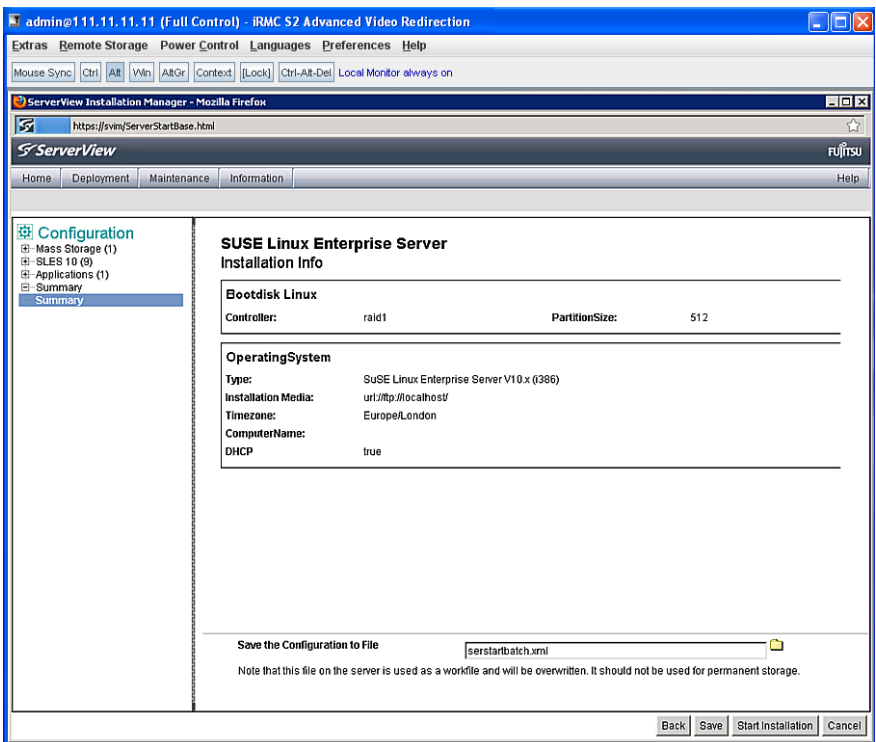 admin@111.11.11.11 (Full Control) - iRMC S2 Advanced Video Redirection
Extras Remote Storage Power Control Languages Preferences Help
Mouse Sync Ctrl Alt Win AltGr Context [Lock] Ctrl-Alt-Del Local Monitor always on
ServerView Installation Manager - Mozilla Firefox
https://svim/ServerStartBase.html
ServerView FUJITSU
Home Deployment Maintenance Information Help
Configuration
Mass Storage (1)
SLES 10 (9)
Applications (1)
Summary
Summary
SUSE Linux Enterprise Server
Installation Info
Bootdisk Linux
Controller: raid1 PartitionSize: 512
OperatingSystem
Type: SuSE Linux Enterprise Server V10.x (i386)
Installation Media: url://ftp://localhost/
Timezone: Europe/London
ComputerName:
DHCP true
Save the Configuration to File serstartbatch.xml
Note that this file on the server is used as a workfile and will be overwritten. It should not be used for permanent storage.
Back Save Start Installation Cancel